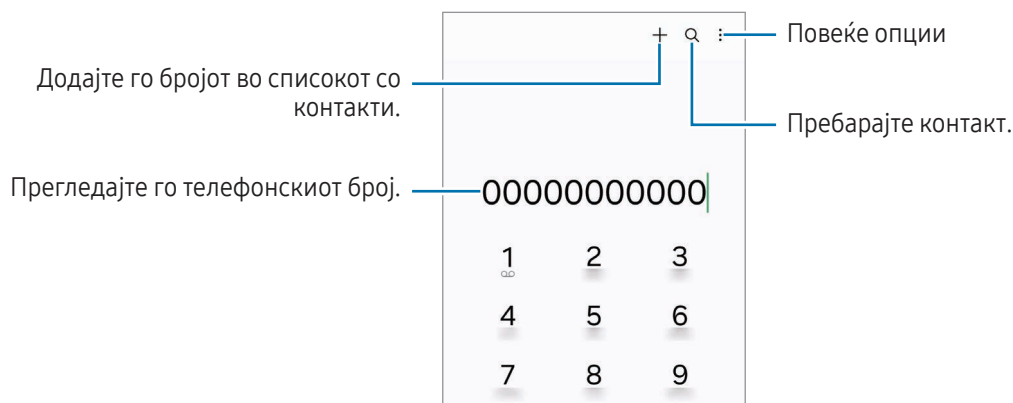 Повеќе опции
Додајте го бројот во списокот со
контакти.
Пребарајте контакт.
Прегледајте го телефонскиот број.
00000000000
1 2 3
4 5 6
7 8 9